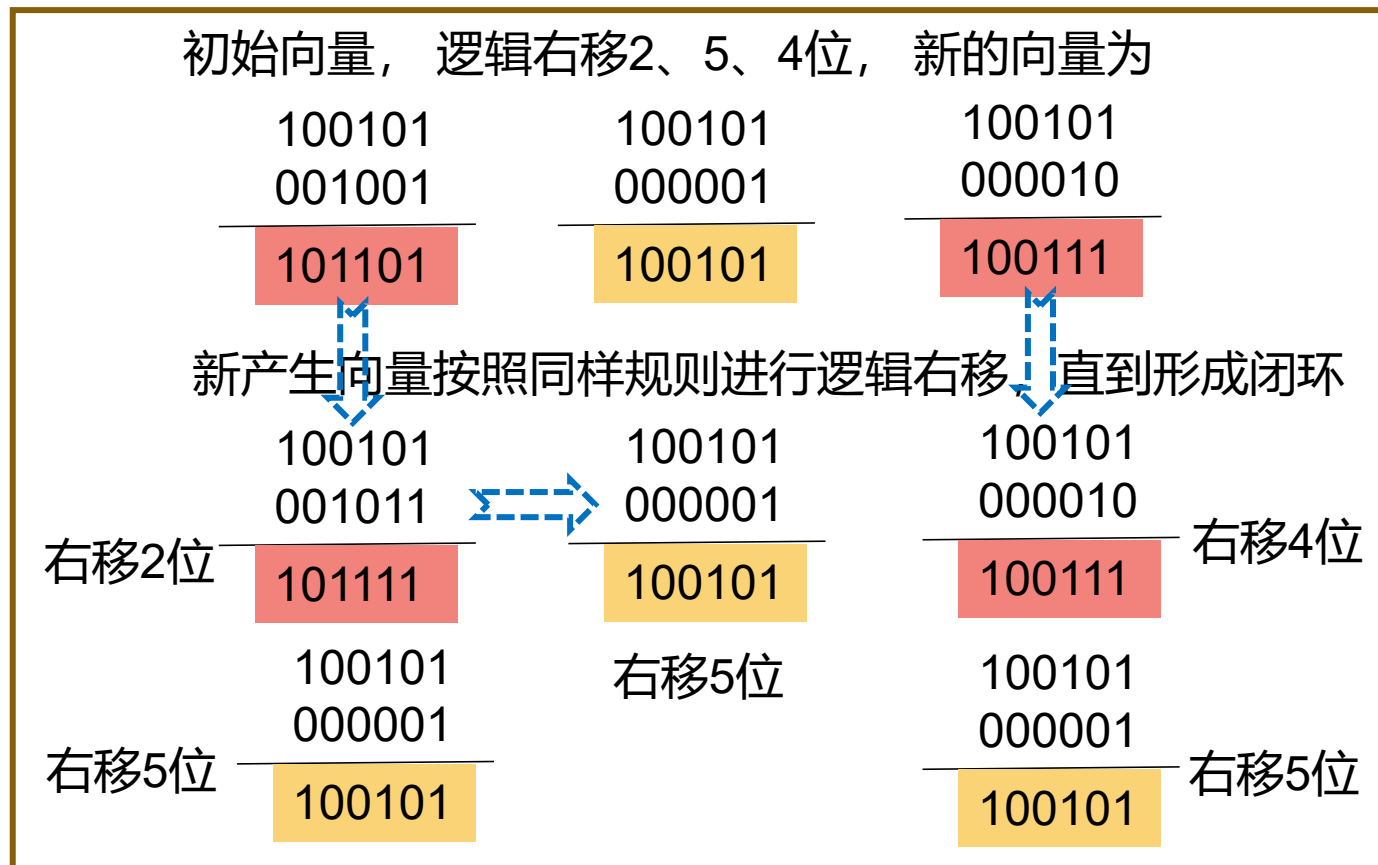 初始向量， 逻辑右移2、5、4位， 新的向量为
100101 100101 100101
001001 000001 000010
101101 100101 100111
新产生向量按照同样规则进行逻辑右移，直到形成闭环
100101 100101 100101
001011 000001 000010
右移2位 101111 100101 100111 右移4位
100101 右移5位 100101
000001 000001
右移5位 100101 100101 右移5位